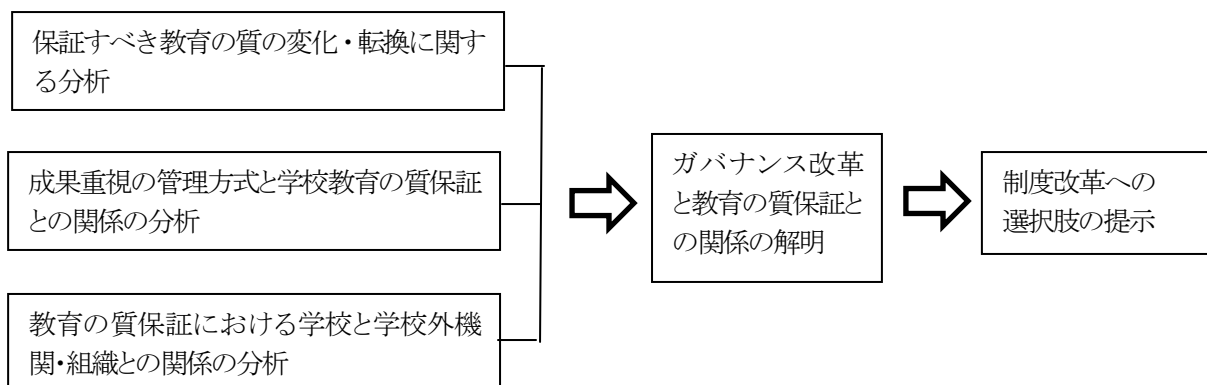 保証すべき教育の質の変化・転換に関す
る分析
成果重視の管理方式と学校教育の質保証
との関係の分析
教育の質保証における学校と学校外機
関・組織との関係の分析
ガバナンス改革
と教育の質保証と
の関係の解明
制度改革への
選択肢の提示